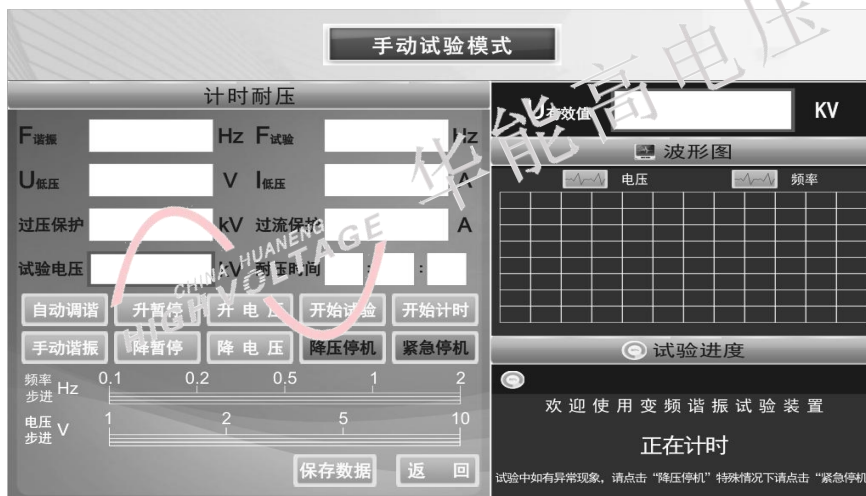 手动试验模式
计时耐压
F谐振 Hz F试验 Hz
U低压 V I低压 A
过压保护 kV 过流保护 A
试验电压 kV 耐压时间 : :
自动调谐 升暂停 升电压 开始试验 开始计时
手动谐振 降暂停 降电压 降压停机 紧急停机
频率步进 Hz 0.1 0.2 0.5 1 2
电压步进 V 1 2 5 10
保存数据 返回
U有效值 KV
波形图
电压 频率
试验进度
欢迎使用变频谐振试验装置
正在计时
试验中如有异常现象，请点击“降压停机”特殊情况下请点击“紧急停机
华能高电压
CHINA HUANENG
HIGH VOLTAGE